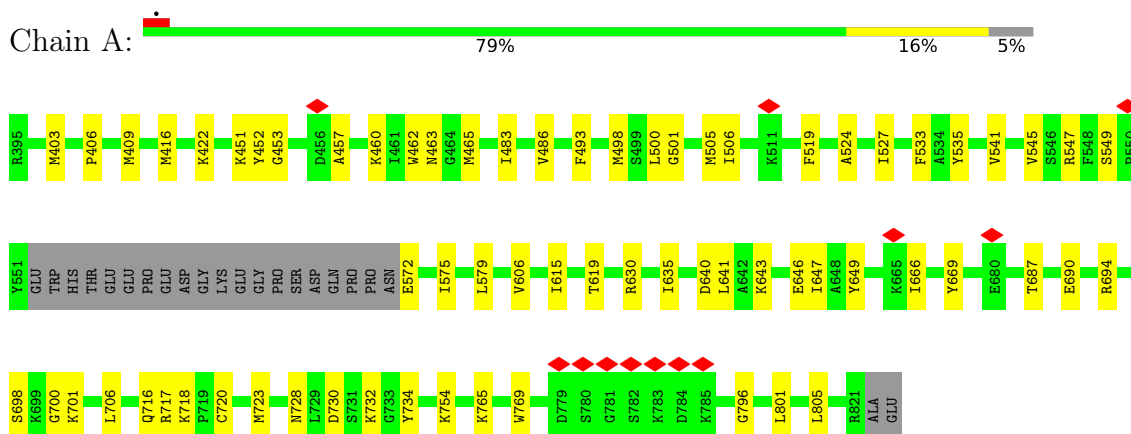 Chain A:
79% 16% 5%
R395 M403 P406 M409 M416 K422 K451 Y452 G453 D456 A457 K460 I461 W462 N463 G464 M465 I483 V486 F493 M498 S499 L500 G501 M505 I506 K511 F519 A524 I527 F533 A534 Y535 V541 V545 S546 R547 F548 S549 P550
Y551 GLU TRP HIS THR GLU GLU PRO GLU ASP GLY LYS GLU GLY PRO SER ASP GLN PRO PRO ASN E572 I575 L579 V606 I615 T619 R630 I635 D640 L641 A642 K643 E646 I647 A648 Y649 K665 I666 Y669 E680 T687 E690 R694
S698 K699 G700 K701 L706 Q716 R717 K718 P719 C720 M723 N728 L729 D730 S731 K732 G733 Y734 K754 K765 W769 D779 S780 G781 S782 K783 D784 K785 G796 L801 L805 R821 ALA GLU